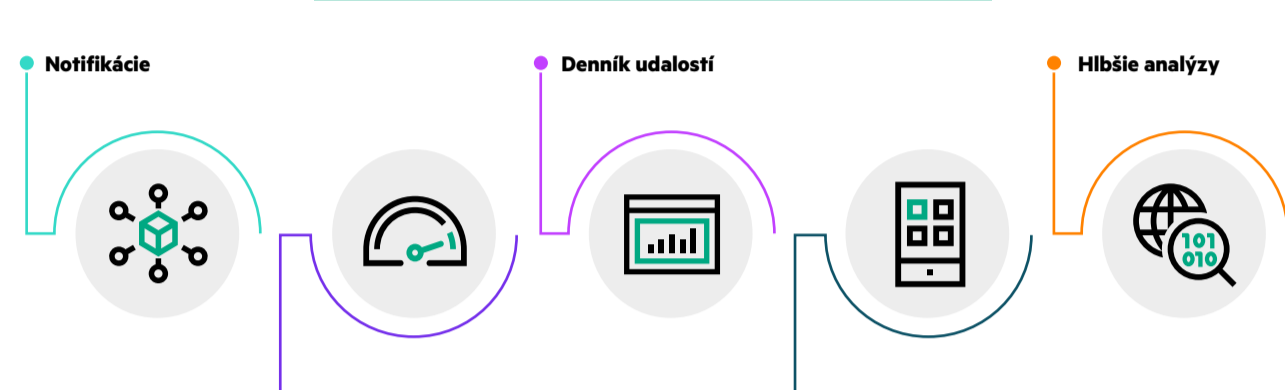 Notifikácie
Denník udalostí
Hlbšie analýzy
101
010